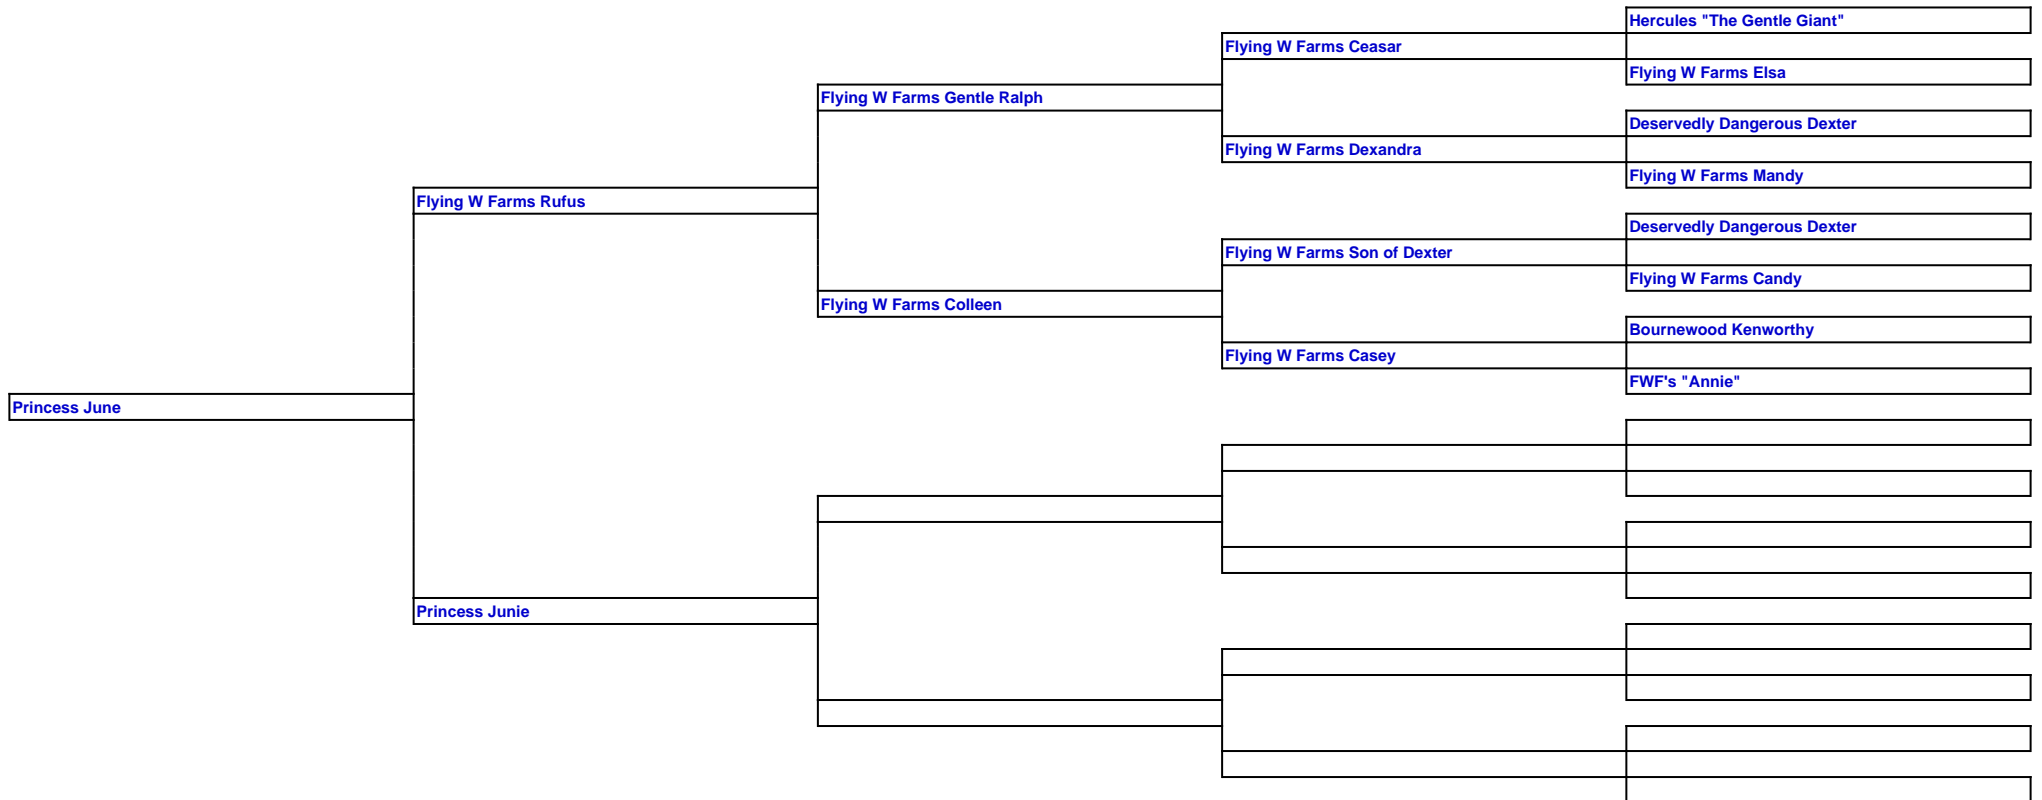 Hercules "The Gentle Giant"
Flying W Farms Ceasar
Flying W Farms Elsa
Flying W Farms Gentle Ralph
Deservedly Dangerous Dexter
Flying W Farms Dexandra
Flying W Farms Mandy
Flying W Farms Rufus
Deservedly Dangerous Dexter
Flying W Farms Son of Dexter
Flying W Farms Candy
Flying W Farms Colleen
Bournewood Kenworthy
Flying W Farms Casey
FWF's "Annie"
Princess June
Princess Junie